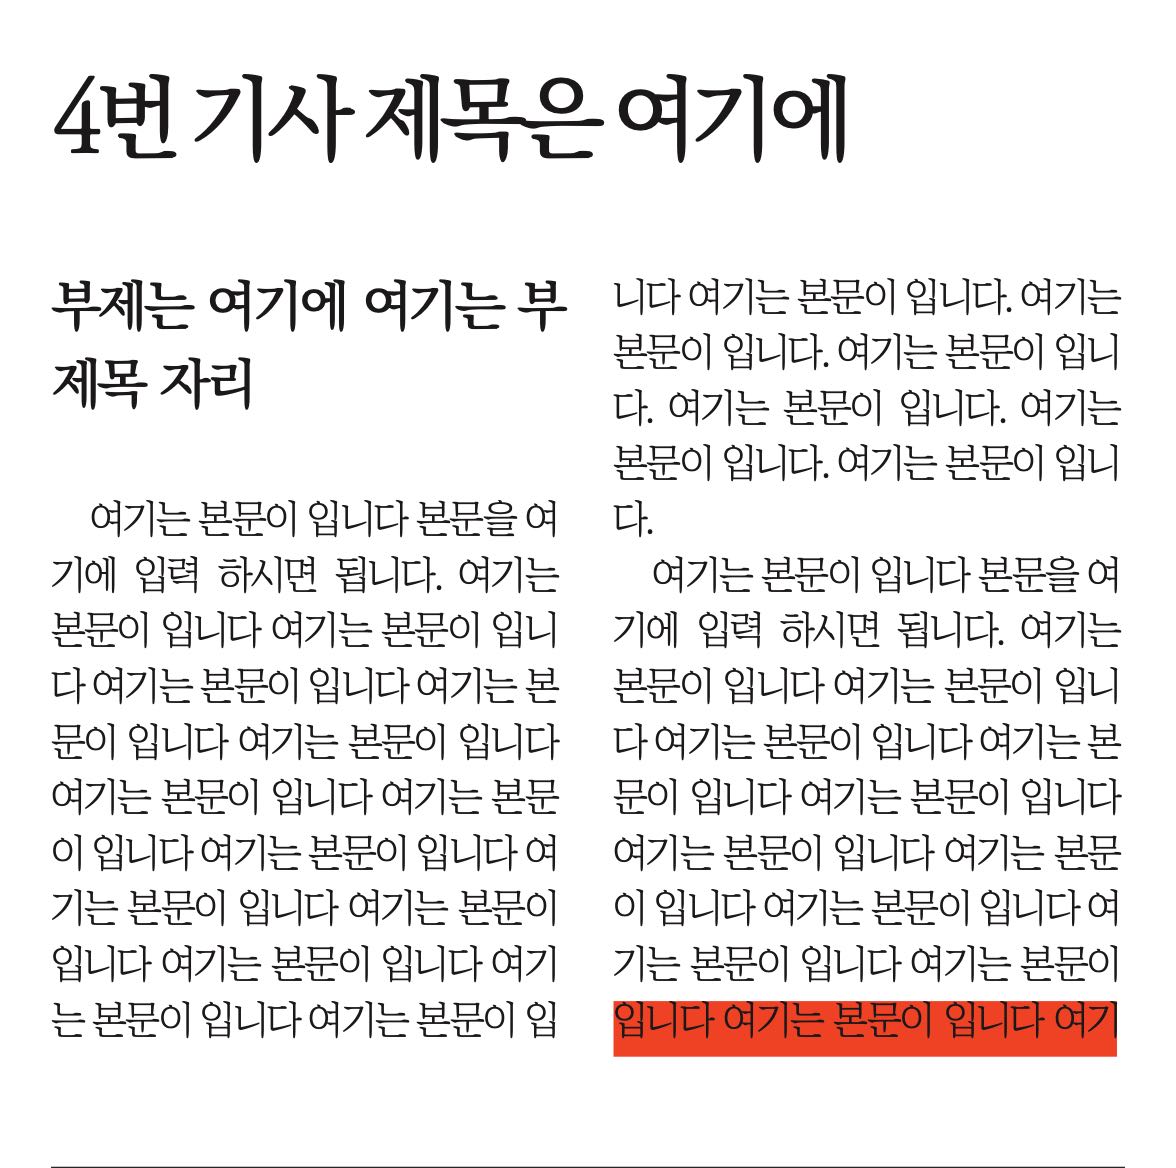 4번 기사 제목은 여기에
부제는 여기에 여기는 부
제목 자리
여기는 본문이 입니다 본문을 여
기에 입력 하시면 됩니다. 여기는
본문이 입니다 여기는 본문이 입니
다 여기는 본문이 입니다 여기는 본
문이 입니다 여기는 본문이 입니다
여기는 본문이 입니다 여기는 본문
이 입니다 여기는 본문이 입니다 여
기는 본문이 입니다 여기는 본문이
입니다 여기는 본문이 입니다 여기
는 본문이 입니다 여기는 본문이 입
니다 여기는 본문이 입니다. 여기는
본문이 입니다. 여기는 본문이 입니
다. 여기는 본문이 입니다. 여기는
본문이 입니다. 여기는 본문이 입니
다.
여기는 본문이 입니다 본문을 여
기에 입력 하시면 됩니다. 여기는
본문이 입니다 여기는 본문이 입니
다 여기는 본문이 입니다 여기는 본
문이 입니다 여기는 본문이 입니다
여기는 본문이 입니다 여기는 본문
이 입니다 여기는 본문이 입니다 여
기는 본문이 입니다 여기는 본문이
입니다 여기는 본문이 입니다 여기